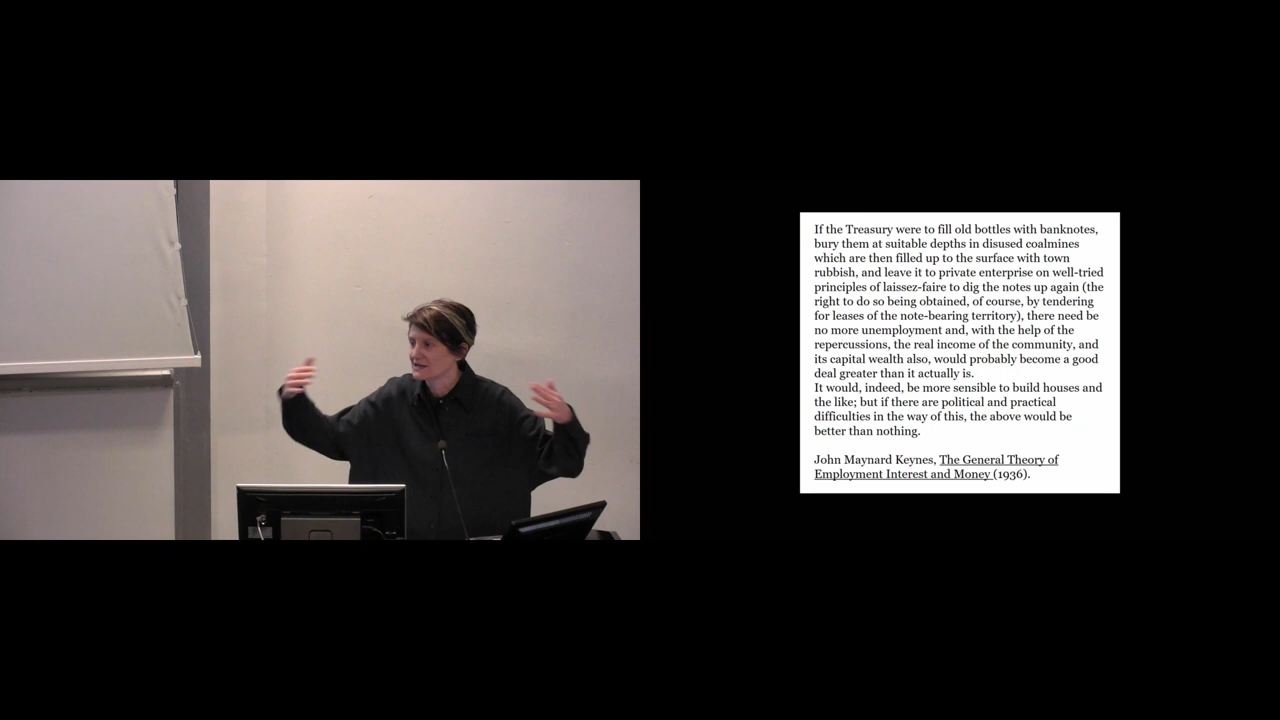 If the Treasury were to fill old bottles with banknotes,
bury them at suitable depths in disused coalmines
which are then filled up to the surface with town
rubbish, and leave it to private enterprise on well-tried
principles of laissez-faire to dig the notes up again (the
right to do so being obtained, of course, by tendering
for leases of the note-bearing territory), there need be
no more unemployment and, with the help of the
repercussions, the real income of the community, and
its capital wealth also, would probably become a good
deal greater than it actually is.
It would, indeed, be more sensible to build houses and
the like; but if there are political and practical
difficulties in the way of this, the above would be
better than nothing.
John Maynard Keynes, The General Theory of
Employment Interest and Money (1936).